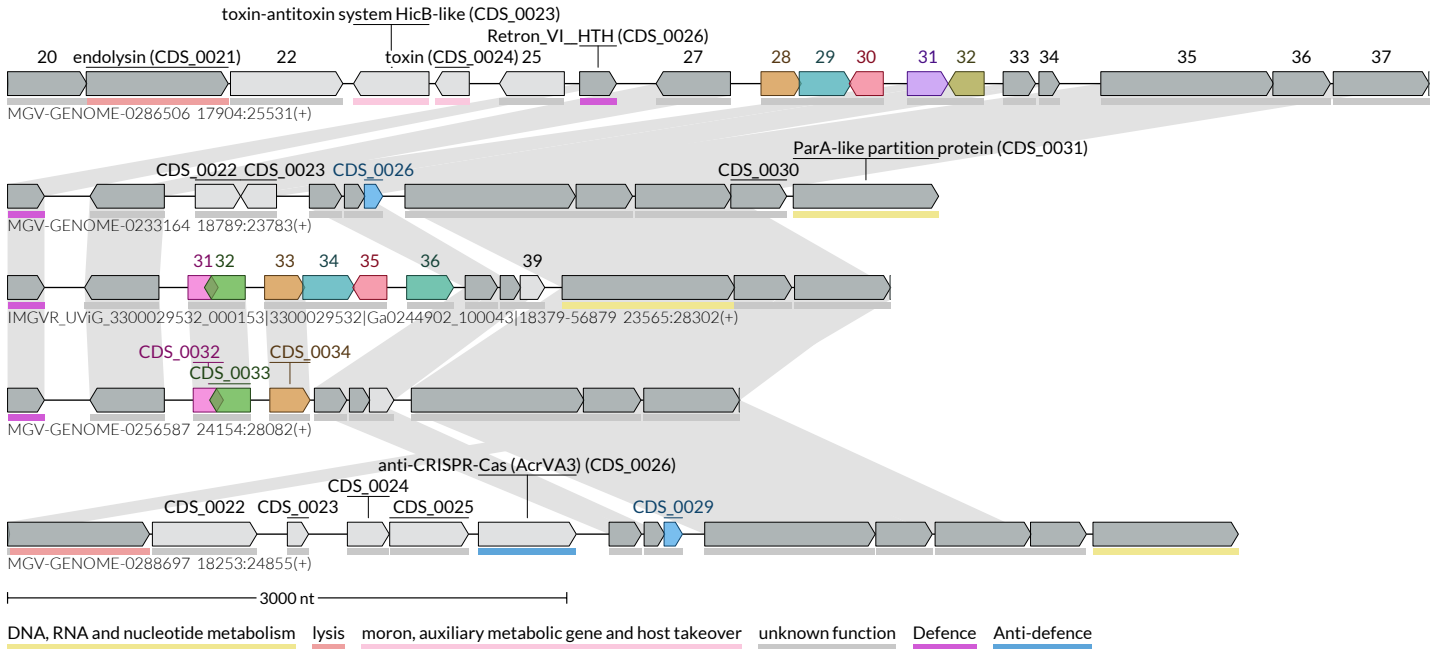 toxin-antitoxin system HicB-like (CDS_0023)
Retron_VI__HTH (CDS_0026)
20 endolysin (CDS_0021) 22 toxin (CDS_0024) 25 27 28 29 30 31 32 33 34 35 36 37
MGV-GENOME-0286506 17904:25531(+)
ParA-like partition protein (CDS_0031)
CDS_0022 CDS_0023 CDS_0026 CDS_0030
MGV-GENOME-0233164 18789:23783(+)
31 32 33 34 35 36 39
IMGVR_UViG_3300029532_000153|3300029532|Ga0244902_100043|18379-56879 23565:28302(+)
CDS_0032 CDS_0034
CDS_0033
MGV-GENOME-0256587 24154:28082(+)
anti-CRISPR-Cas (AcrVA3) (CDS_0026)
CDS_0024
CDS_0022 CDS_0023 CDS_0025 CDS_0029
MGV-GENOME-0288697 18253:24855(+)
3000 nt
DNA, RNA and nucleotide metabolism lysis moron, auxiliary metabolic gene and host takeover unknown function Defence Anti-defence